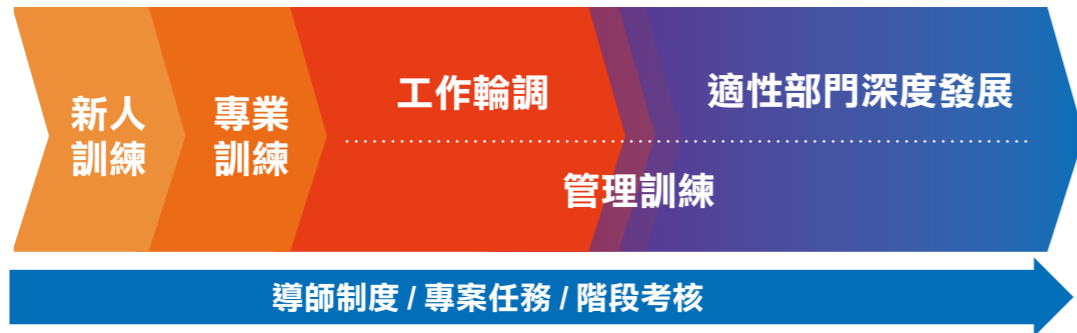 新人
訓練
專業
訓練
工作輪調
適性部門深度發展
管理訓練
導師制度 / 專案任務 / 階段考核